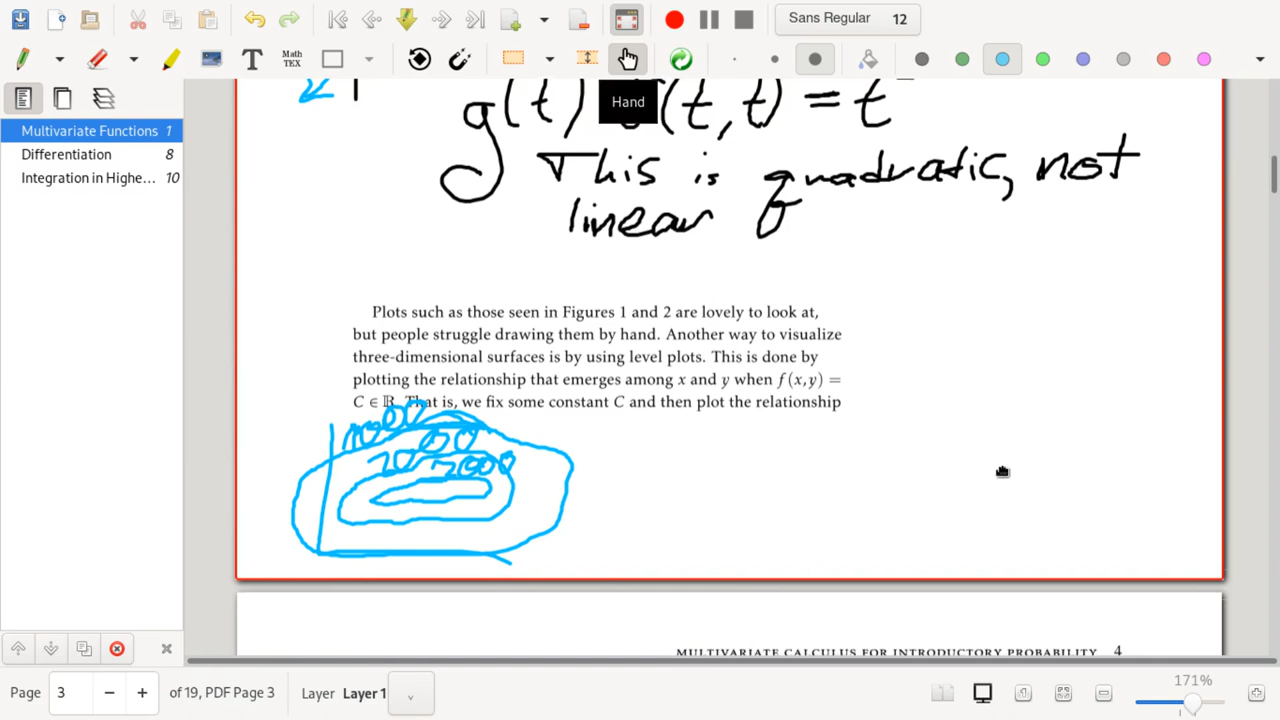 Sans Regular 12
Math
TEX
Hand
Multivariate Functions 1
Differentiation 8
Integration in Highe... 10
g(t) (t,t) = t
This is quadratic, not
linear
Plots such as those seen in Figures 1 and 2 are lovely to look at,
but people struggle drawing them by hand. Another way to visualize
three-dimensional surfaces is by using level plots. This is done by
plotting the relationship that emerges among x and y when f(x,y) =
C ∈ ℝ. That is, we fix some constant C and then plot the relationship
MULTIVARIATE CALCULUS FOR INTRODUCTORY PROBABILITY 4
Page 3 of 19, PDF Page 3 Layer Layer 1
171%